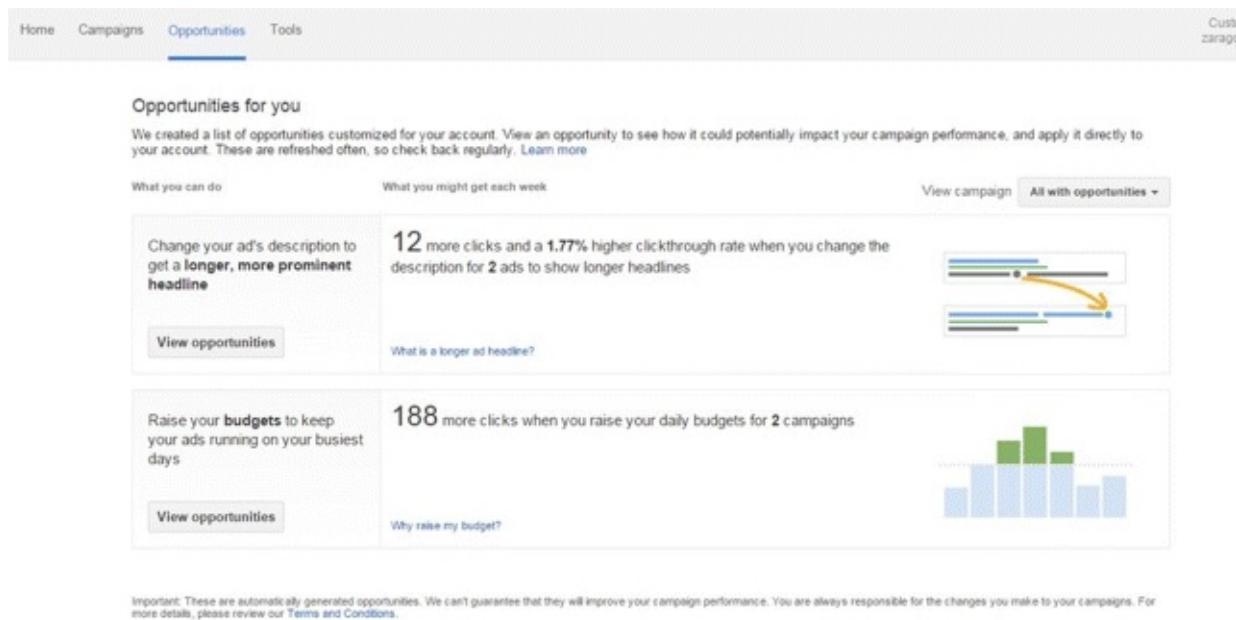 Home Campaigns Opportunities Tools
Opportunities for you
We created a list of opportunities customized for your account. View an opportunity to see how it could potentially impact your campaign performance, and apply it directly to
your account. These are refreshed often, so check back regularly. Learn more
What you can do
What you might get each week
View campaign All with opportunities
Change your ad's description to
get a longer, more prominent
headline
View opportunities
12 more clicks and a 1.77% higher clickthrough rate when you change the
description for 2 ads to show longer headlines
What is a longer ad headline?
Raise your budgets to keep
your ads running on your busiest
days
View opportunities
188 more clicks when you raise your daily budgets for 2 campaigns
Why raise my budget?
Important: These are automatically generated opportunities. We can't guarantee that they will improve your campaign performance. You are always responsible for the changes you make to your campaigns. For
more details, please review our Terms and Conditions.